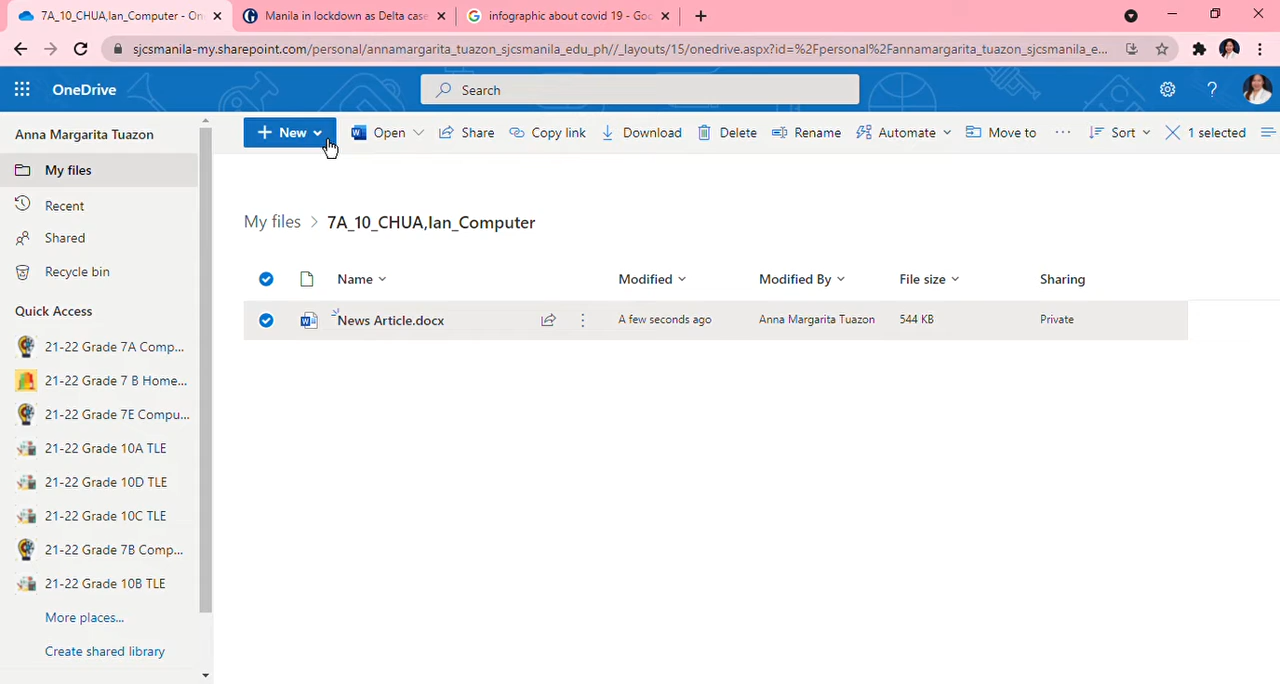 7A_10_CHUA,Ian_Computer - On
Manila in lockdown as Delta case
infographic about covid 19 - Goo
sjcsmanila-my.sharepoint.com/personal/annamargarita_tuazon_sjcsmanila_edu_ph//_layouts/15/onedrive.aspx?id=%2Fpersonal%2Fannamargarita_tuazon_sjcsmanila_e...
OneDrive
Search
?
Anna Margarita Tuazon
+ New
Open
Share
Copy link
Download
Delete
Rename
Automate
Move to
...
Sort
1 selected
My files
Recent
Shared
Recycle bin
Quick Access
21-22 Grade 7A Comp...
21-22 Grade 7 B Home...
21-22 Grade 7E Compu...
21-22 Grade 10A TLE
21-22 Grade 10D TLE
21-22 Grade 10C TLE
21-22 Grade 7B Comp...
21-22 Grade 10B TLE
More places...
Create shared library
My files > 7A_10_CHUA,Ian_Computer
Name Modified Modified By File size Sharing
News Article.docx A few seconds ago Anna Margarita Tuazon 544 KB Private